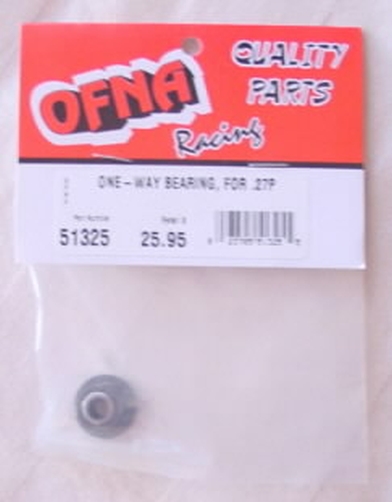 OFNA
Racing
QUALITY
PARTS
ONE-WAY BEARING, FOR .27P
Part Number
51325
Retail $
25.95